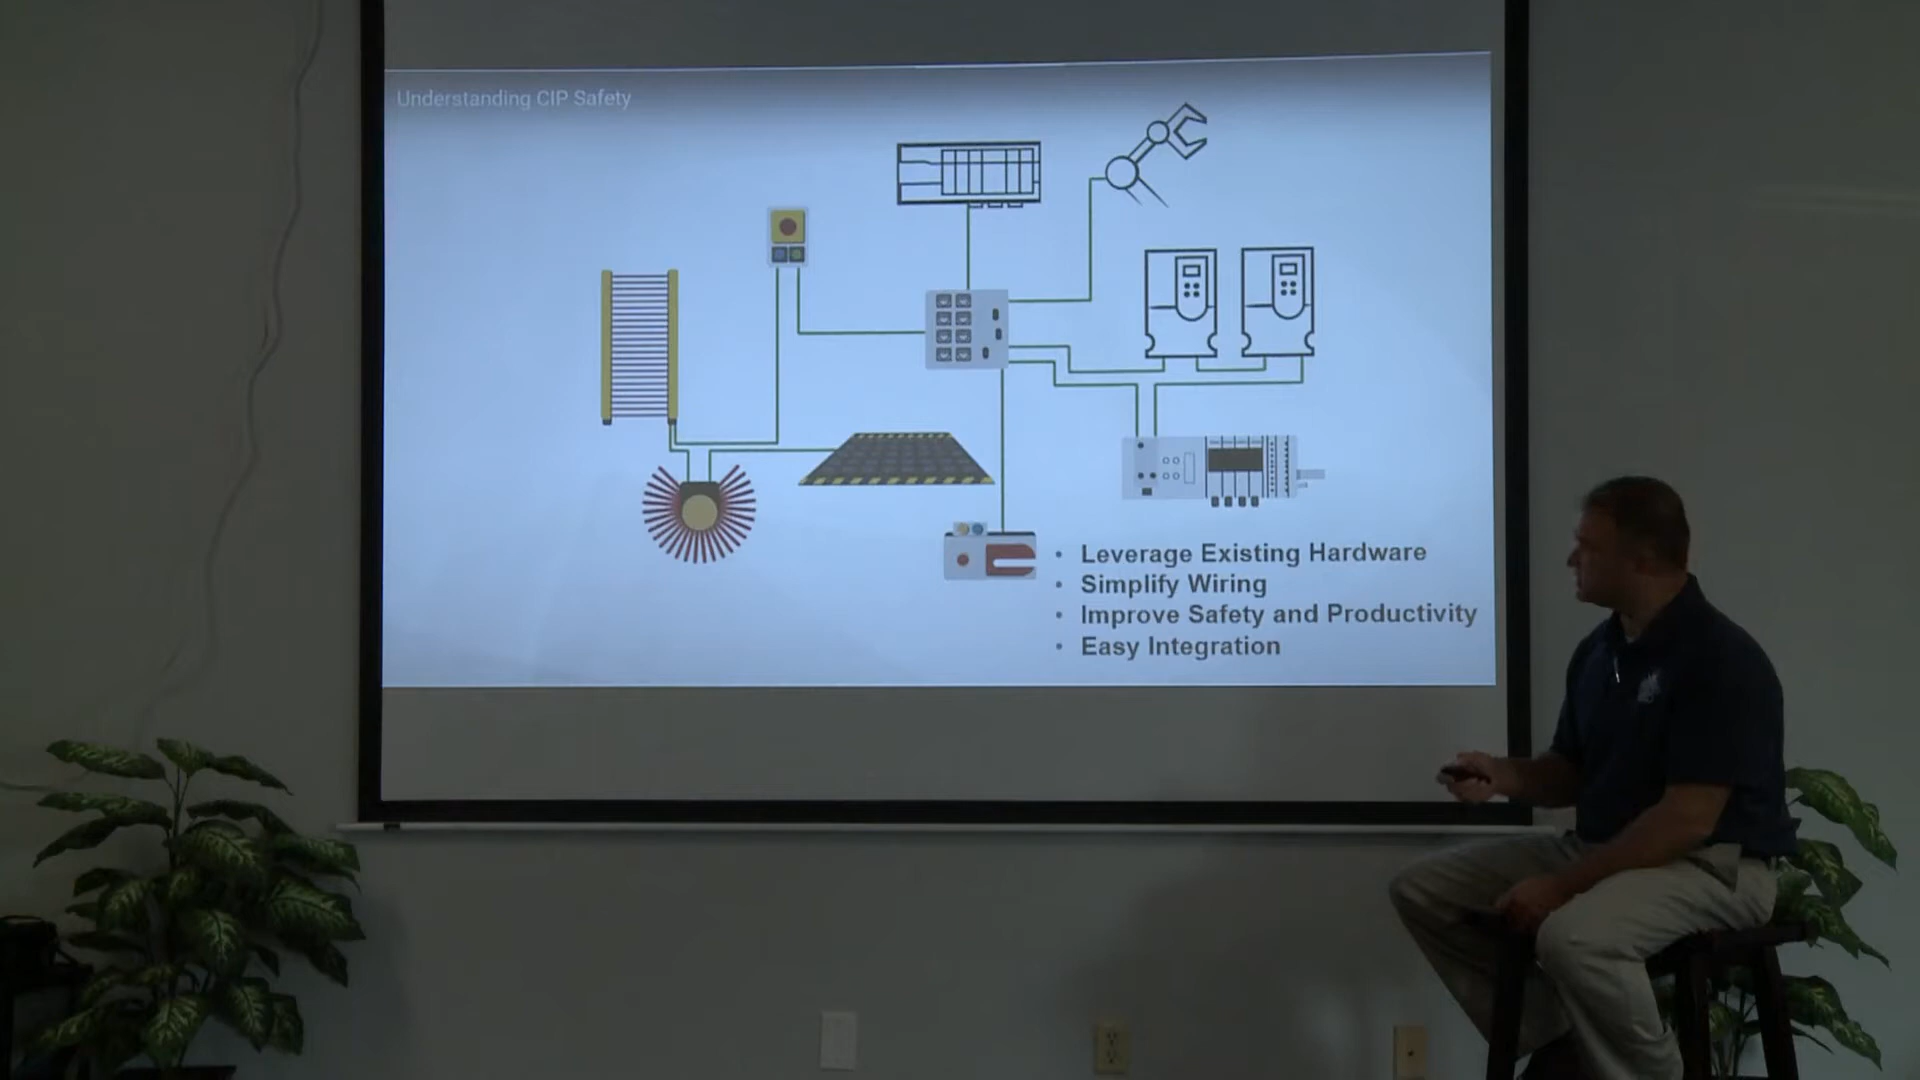 Understanding CIP Safety
• Leverage Existing Hardware
• Simplify Wiring
• Improve Safety and Productivity
• Easy Integration